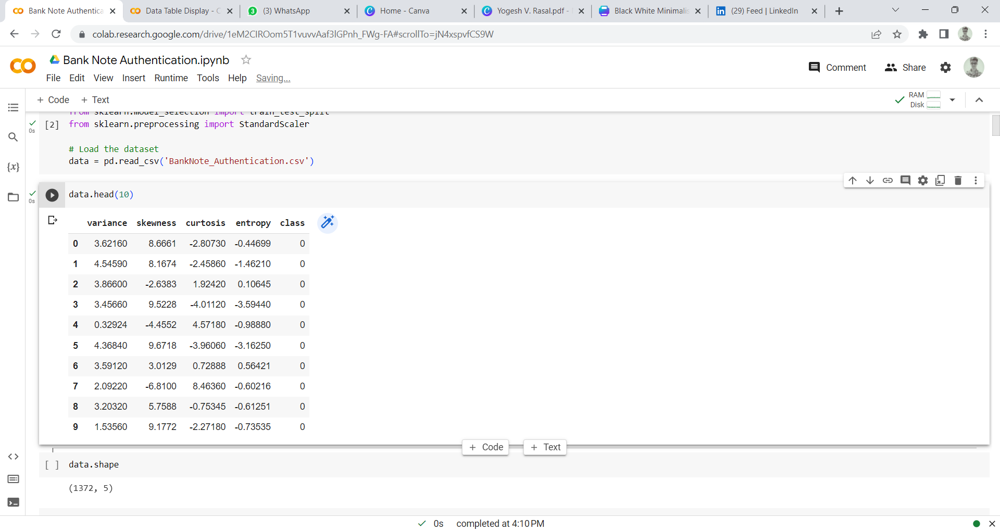 Bank Note Authentica
Data Table Display - C
(3) WhatsApp
Home - Canva
Yogesh V. Rasal.pdf -
Black White Minimalis
(29) Feed | LinkedIn
colab.research.google.com/drive/1eM2CIROom5T1vuvvAaf3lGPnh_FWg-FA#scrollTo=jN4xspvfCS9W
Bank Note Authentication.ipynb
Comment
Share
File Edit View Insert Runtime Tools Help Saving...
+ Code + Text
RAM
Disk
from sklearn.model_selection import train_test_split
[2] from sklearn.preprocessing import StandardScaler
0s
# Load the dataset
data = pd.read_csv('BankNote_Authentication.csv')
{x}
data.head(10)
0s
variance skewness curtosis entropy class
0 3.62160 8.6661 -2.80730 -0.44699 0
1 4.54590 8.1674 -2.45860 -1.46210 0
2 3.86600 -2.6383 1.92420 0.10645 0
3 3.45660 9.5228 -4.01120 -3.59440 0
4 0.32924 -4.4552 4.57180 -0.98880 0
5 4.36840 9.6718 -3.96060 -3.16250 0
6 3.59120 3.0129 0.72888 0.56421 0
7 2.09220 -6.8100 8.46360 -0.60216 0
8 3.20320 5.7588 -0.75345 -0.61251 0
9 1.53560 9.1772 -2.27180 -0.73535 0
+ Code + Text
[ ] data.shape
(1372, 5)
0s completed at 4:10 PM